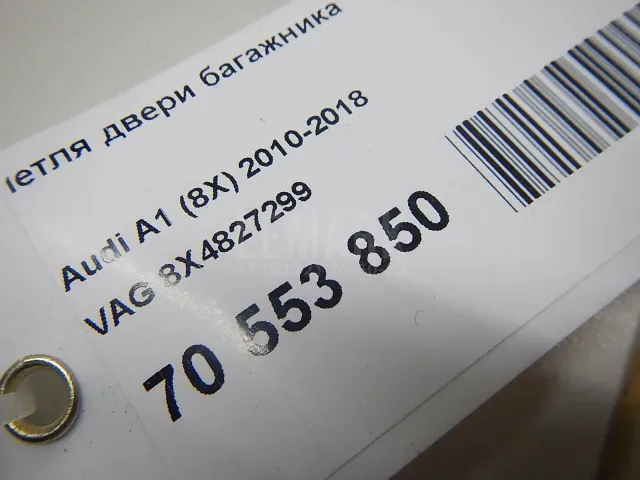 Петля двери багажника
Audi A1 (8X) 2010-2018
VAG 8X4827299
70 553 850